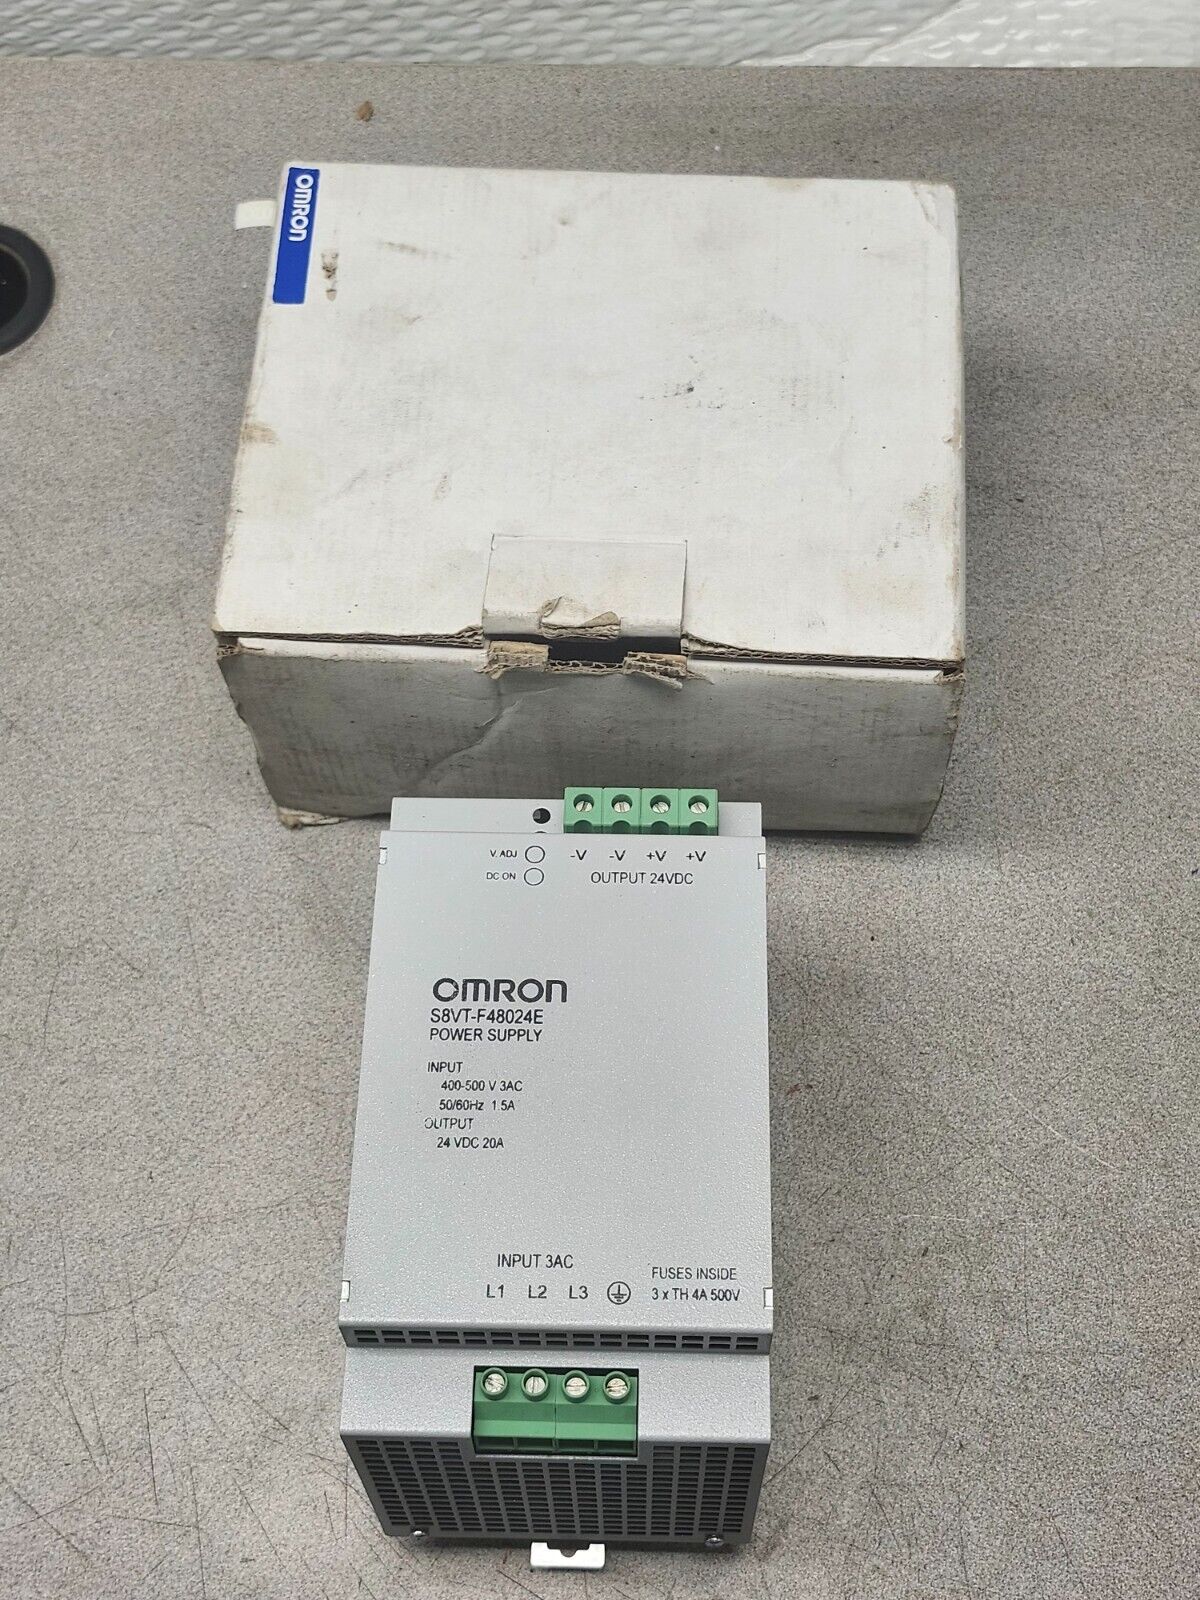 OMRON
-V -V +V +V
V. ADJ
DC ON
OUTPUT 24VDC
OMRON
S8VT-F48024E
POWER SUPPLY
INPUT
400-500 V 3AC
50/60Hz 1.5A
OUTPUT
24 VDC 20A
INPUT 3AC
L1 L2 L3
FUSES INSIDE
3 x TH 4A 500V